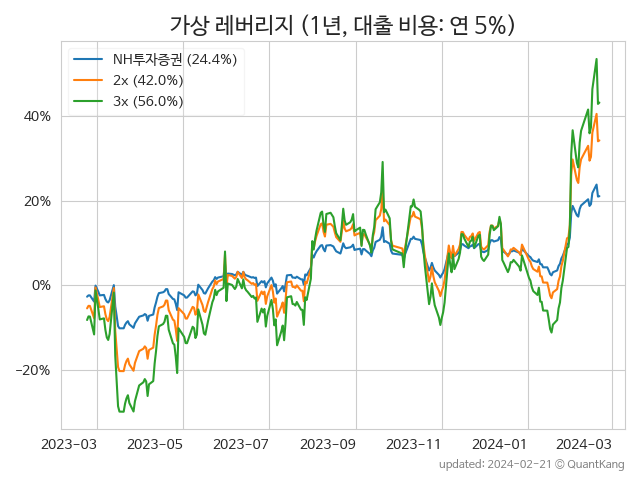 가상 레버리지 (1년, 대출 비용: 연 5%)
NH투자증권 (24.4%)
2x (42.0%)
3x (56.0%)
40%
20%
0%
−20%
2023-03 2023-05 2023-07 2023-09 2023-11 2024-01 2024-03
updated: 2024-02-21 © QuantKang